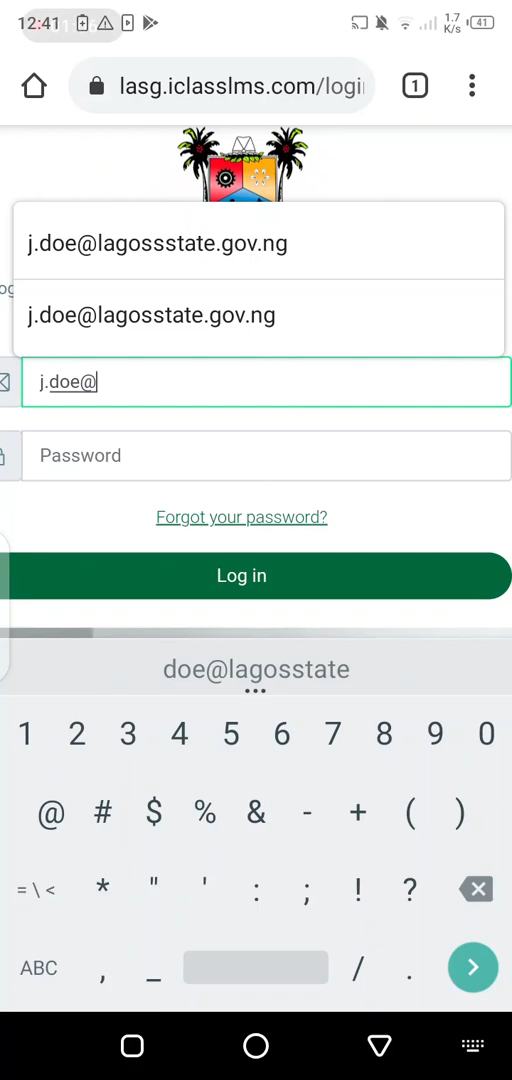 12:41
1.7
K/s
41
lasg.iclasslms.com/logi
1
j.doe@lagossstate.gov.ng
j.doe@lagosstate.gov.ng
j.doe@
Password
Forgot your password?
Log in
doe@lagosstate
1 2 3 4 5 6 7 8 9 0
@ # $ % & - + ( )
= \ < * " ' : ; ! ?
ABC , _ / .